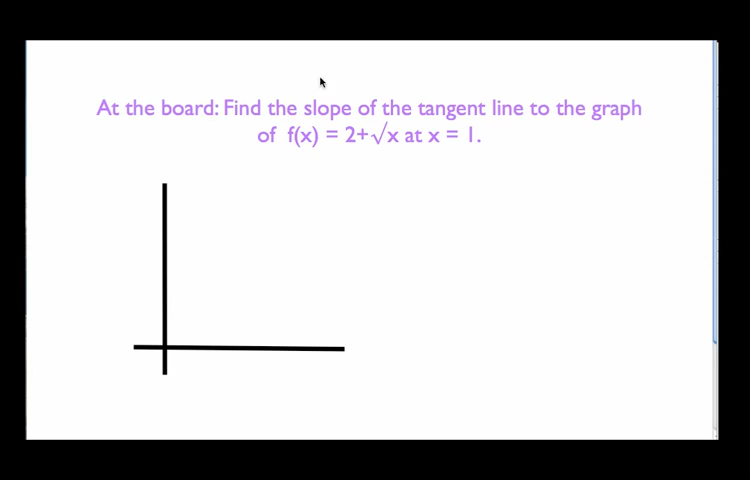 At the board: Find the slope of the tangent line to the graph
of f(x) = 2+√x at x = 1.